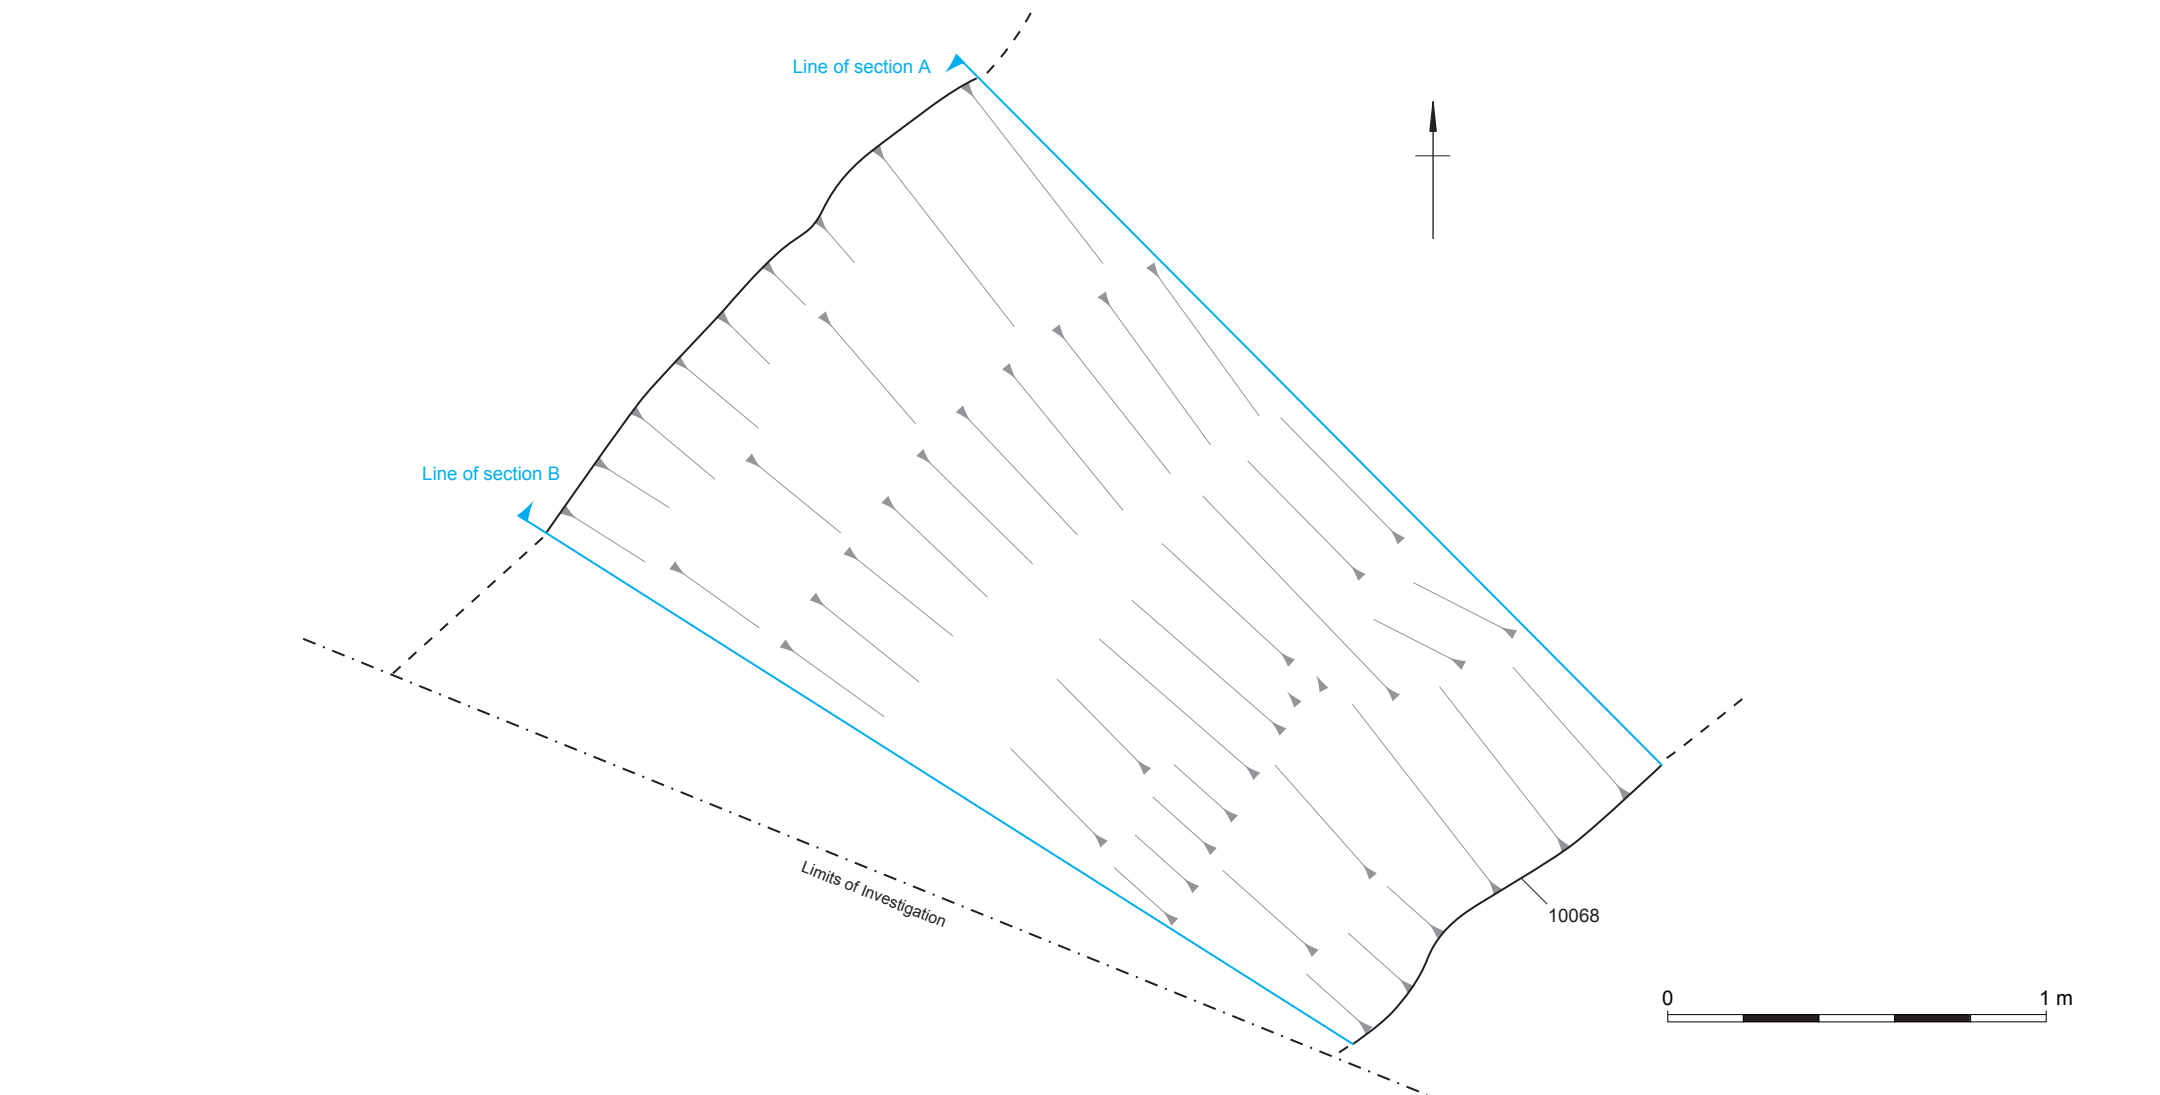 Line of section A
Line of section B
Limits of Investigation
10068
0 1 m